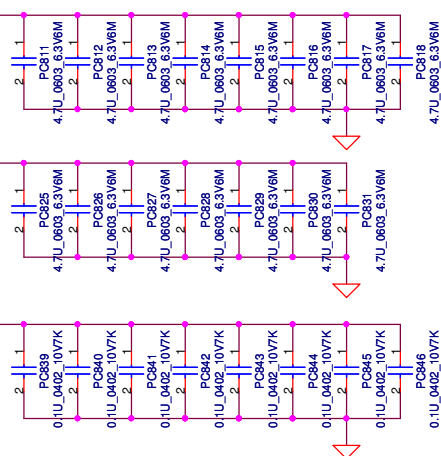 1 2 PC811 4.7U_0603_6.3V6M
1 2 PC812 4.7U_0603_6.3V6M
1 2 PC813 4.7U_0603_6.3V6M
1 2 PC814 4.7U_0603_6.3V6M
1 2 PC815 4.7U_0603_6.3V6M
1 2 PC816 4.7U_0603_6.3V6M
1 2 PC817 4.7U_0603_6.3V6M
1 2 PC818 4.7U_0603_6.3V6M
1 2 PC825 4.7U_0603_6.3V6M
1 2 PC826 4.7U_0603_6.3V6M
1 2 PC827 4.7U_0603_6.3V6M
1 2 PC828 4.7U_0603_6.3V6M
1 2 PC829 4.7U_0603_6.3V6M
1 2 PC830 4.7U_0603_6.3V6M
1 2 PC831 4.7U_0603_6.3V6M
1 2 PC839 0.1U_0402_10V7K
1 2 PC840 0.1U_0402_10V7K
1 2 PC841 0.1U_0402_10V7K
1 2 PC842 0.1U_0402_10V7K
1 2 PC843 0.1U_0402_10V7K
1 2 PC844 0.1U_0402_10V7K
1 2 PC845 0.1U_0402_10V7K
1 2 PC846 0.1U_0402_10V7K